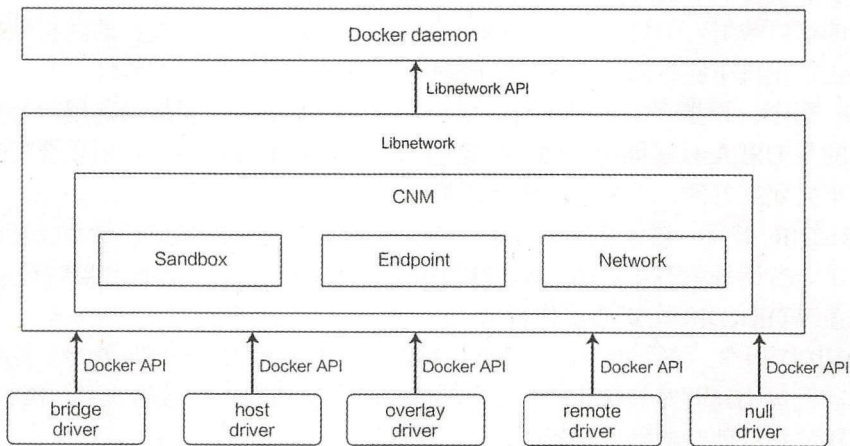 Docker daemon
Libnetwork API
Libnetwork
CNM
Sandbox Endpoint Network
Docker API Docker API Docker API Docker API Docker API
bridge driver host driver overlay driver remote driver null driver